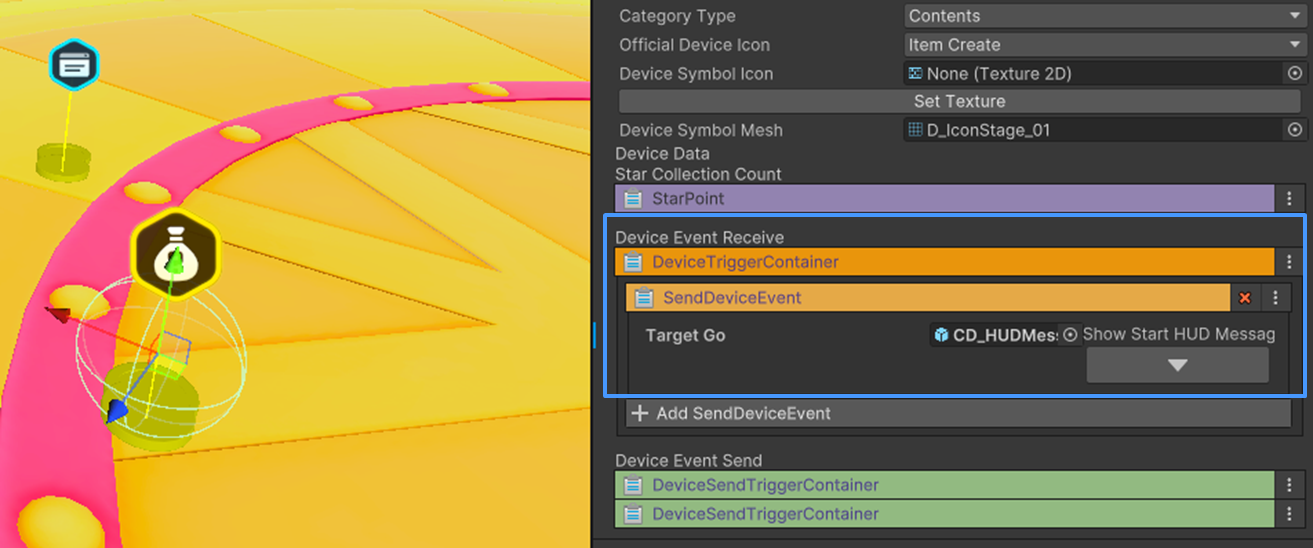 Category Type
Contents
Official Device Icon
Item Create
Device Symbol Icon
None (Texture 2D)
Set Texture
Device Symbol Mesh
D_IconStage_01
Device Data
Star Collection Count
StarPoint
Device Event Receive
DeviceTriggerContainer
SendDeviceEvent
Target Go
CD_HUDMes
Show Start HUD Messag
Add SendDeviceEvent
Device Event Send
DeviceSendTriggerContainer
DeviceSendTriggerContainer